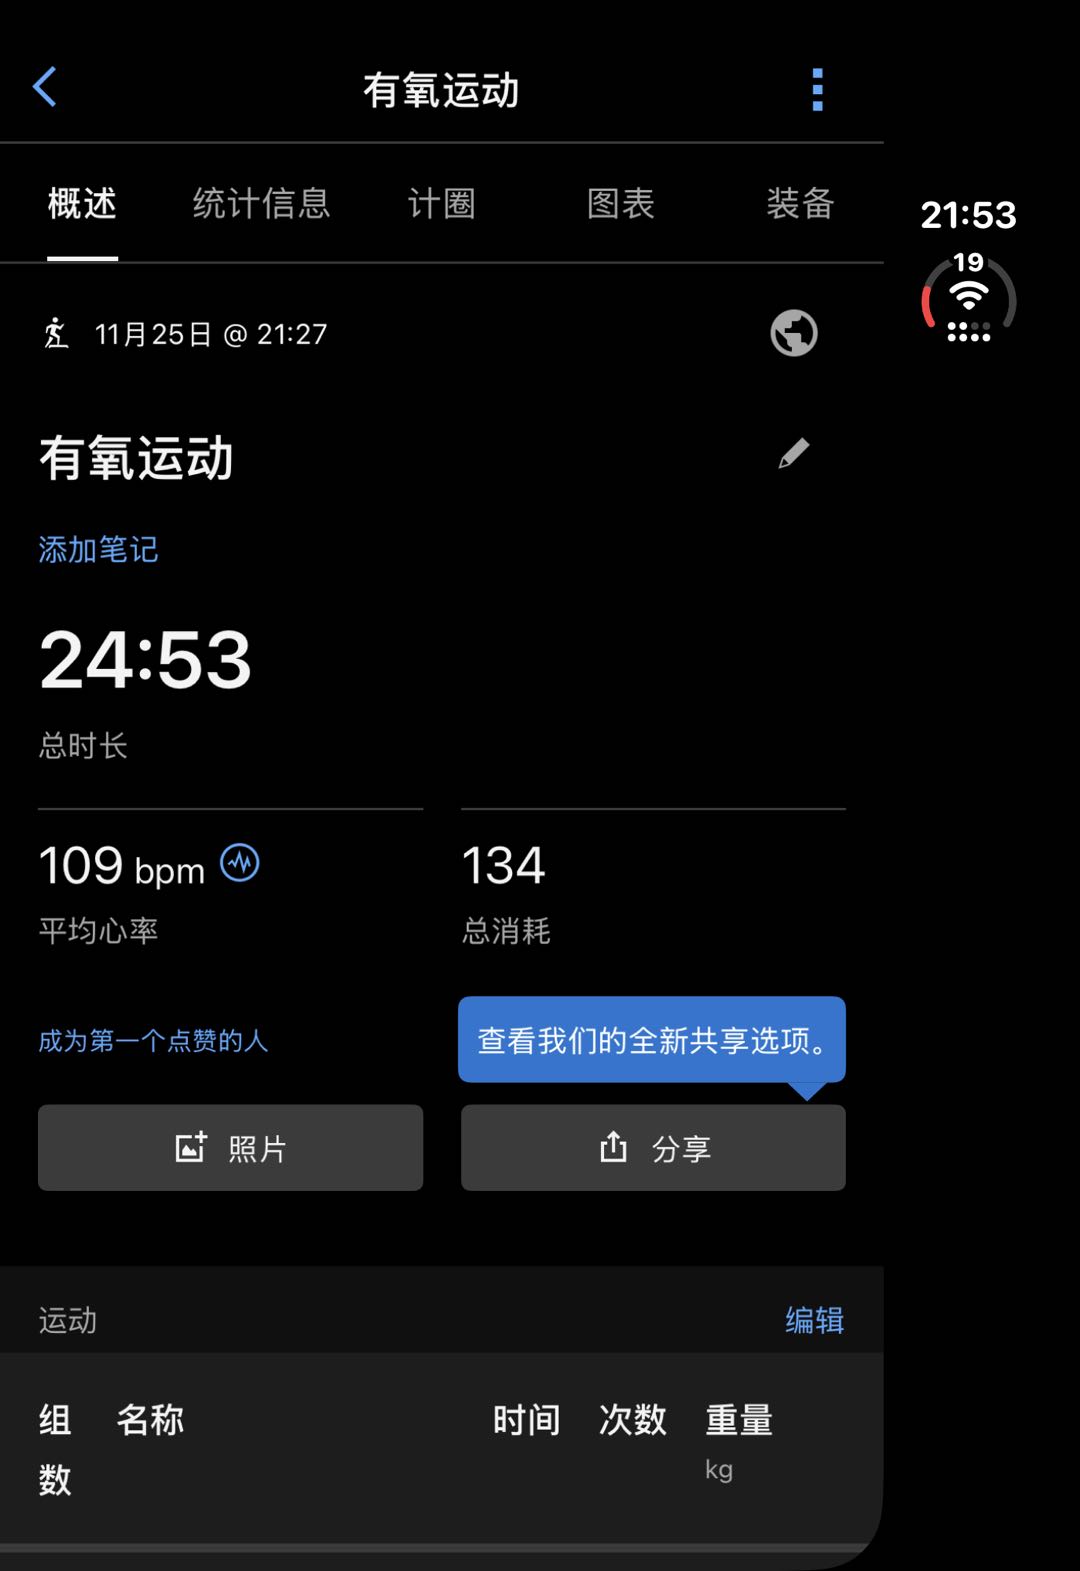 有氧运动
概述 统计信息 计圈 图表 装备
21:53
19
11月25日 @ 21:27
有氧运动
添加笔记
24:53
总时长
109 bpm 134
平均心率 总消耗
成为第一个点赞的人 查看我们的全新共享选项。
照片 分享
运动 编辑
组数 名称 时间 次数 重量
kg